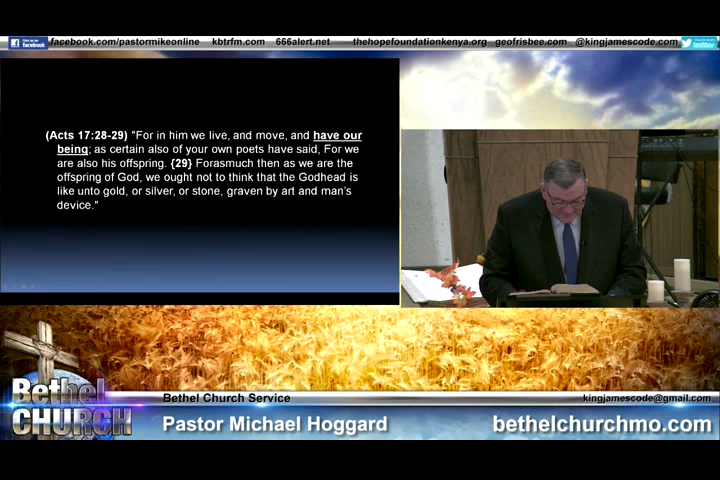 facebook
facebook.com/pastormikeonline kbtrfm.com 666alert.net thehopefoundationkenya.org geofrisbee.com @kingjamescode.com
(Acts 17:28-29) "For in him we live, and move, and have our
being; as certain also of your own poets have said, For we
are also his offspring. {29} Forasmuch then as we are the
offspring of God, we ought not to think that the Godhead is
like unto gold, or silver, or stone, graven by art and man's
device."
Bethel
CHURCH
Bethel Church Service
kingjamescode@gmail.com
Pastor Michael Hoggard
bethelchurchmo.com